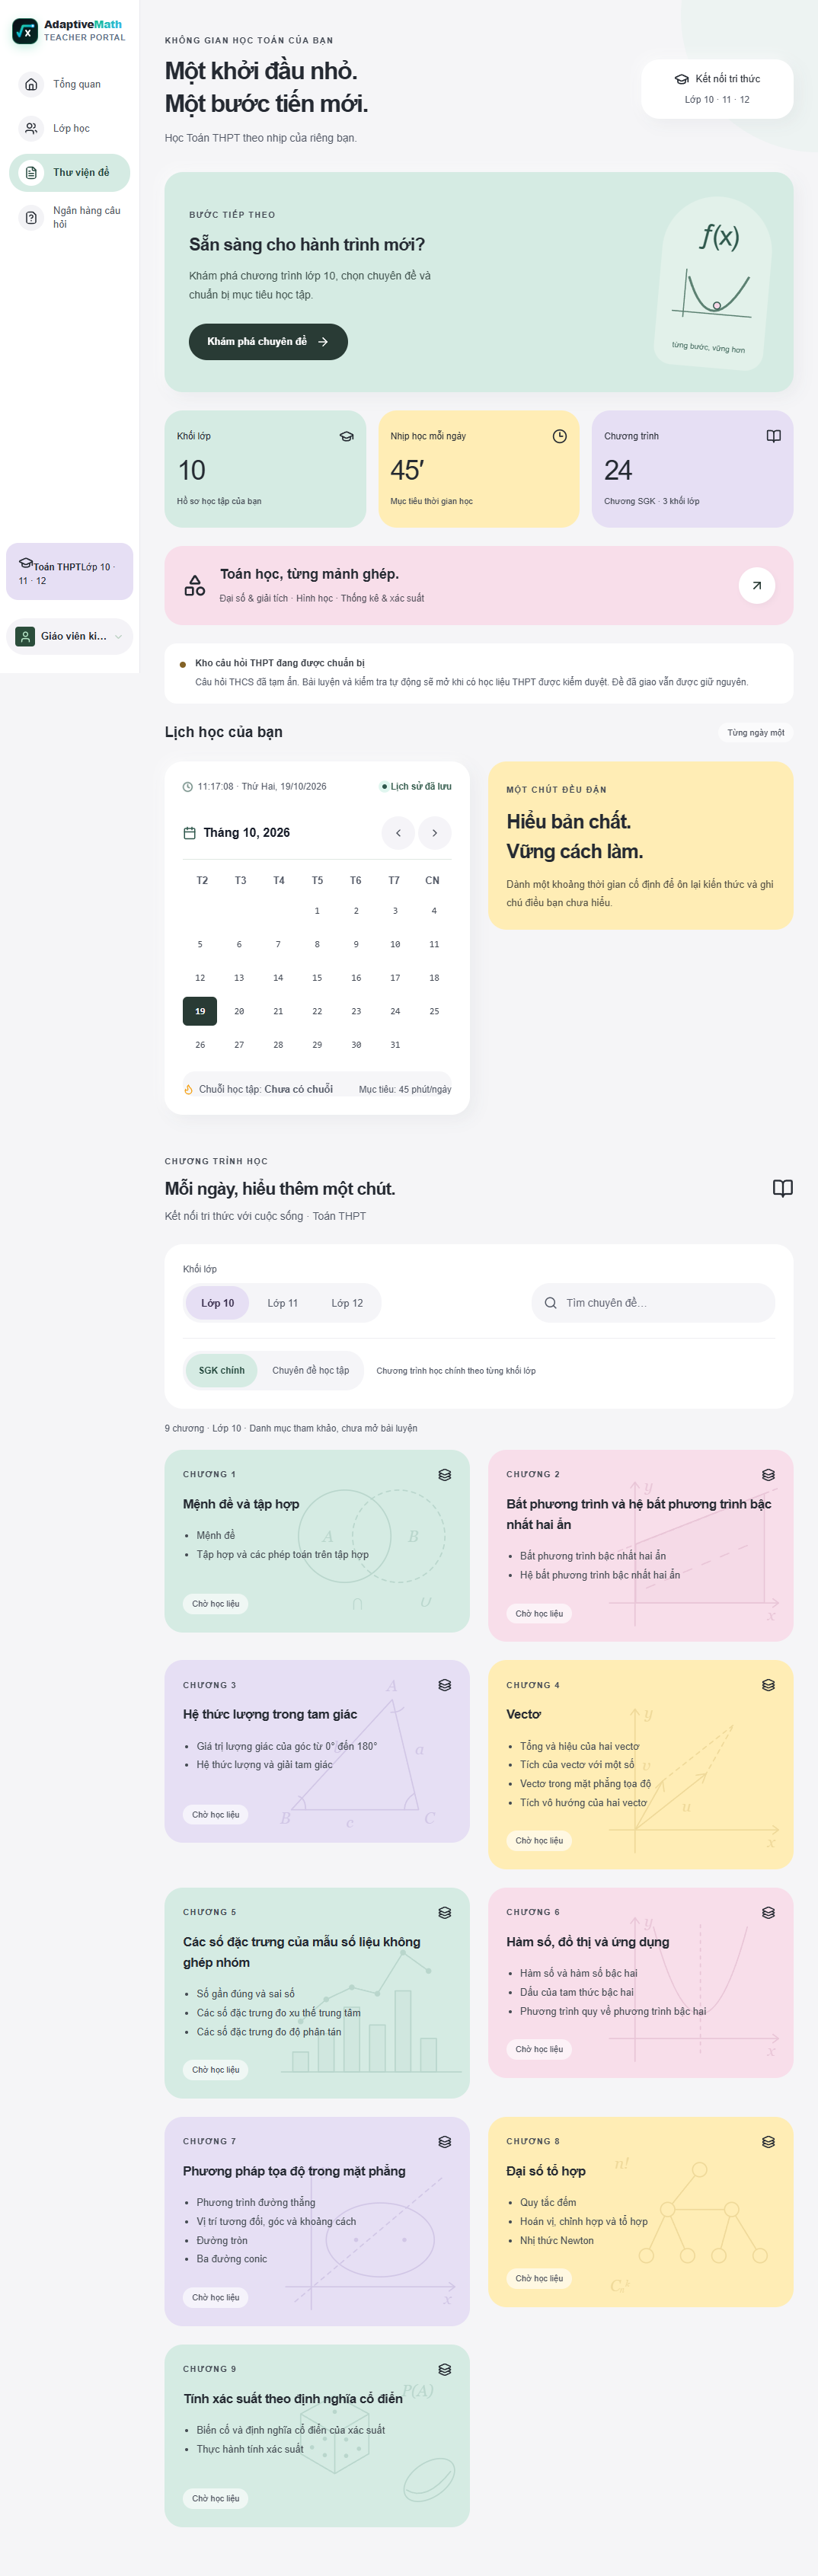 AdaptiveMath
TEACHER PORTAL
Tổng quan
Lớp học
Thư viện đề
Ngân hàng câu
hỏi
Toán THPTLớp 10 ·
11 · 12
Giáo viên ki...
KHÔNG GIAN HỌC TOÁN CỦA BẠN
Một khởi đầu nhỏ.
Một bước tiến mới.
Học Toán THPT theo nhịp của riêng bạn.
Kết nối tri thức
Lớp 10 · 11 · 12
BƯỚC TIẾP THEO
Sẵn sàng cho hành trình mới?
Khám phá chương trình lớp 10, chọn chuyên đề và
chuẩn bị mục tiêu học tập.
Khám phá chuyên đề
f(x)
từng bước, vững hơn
Khối lớp
10
Hồ sơ học tập của bạn
Nhịp học mỗi ngày
45′
Mục tiêu thời gian học
Chương trình
24
Chương SGK · 3 khối lớp
Toán học, từng mảnh ghép.
Đại số & giải tích · Hình học · Thống kê & xác suất
Kho câu hỏi THPT đang được chuẩn bị
Câu hỏi THCS đã tạm ẩn. Bài luyện và kiểm tra tự động sẽ mở khi có học liệu THPT được kiểm duyệt. Đề đã giao vẫn được giữ nguyên.
Lịch học của bạn
Từng ngày một
11:17:08 · Thứ Hai, 19/10/2026
Lịch sử đã lưu
Tháng 10, 2026
T2 T3 T4 T5 T6 T7 CN
1 2 3 4
5 6 7 8 9 10 11
12 13 14 15 16 17 18
19 20 21 22 23 24 25
26 27 28 29 30 31
Chuỗi học tập: Chưa có chuỗi
Mục tiêu: 45 phút/ngày
MỘT CHÚT ĐỀU ĐẶN
Hiểu bản chất.
Vững cách làm.
Dành một khoảng thời gian cố định để ôn lại kiến thức và ghi
chú điều bạn chưa hiểu.
CHƯƠNG TRÌNH HỌC
Mỗi ngày, hiểu thêm một chút.
Kết nối tri thức với cuộc sống · Toán THPT
Khối lớp
Lớp 10
Lớp 11
Lớp 12
Tìm chuyên đề...
SGK chính
Chuyên đề học tập
Chương trình học chính theo từng khối lớp
9 chương · Lớp 10 · Danh mục tham khảo, chưa mở bài luyện
CHƯƠNG 1
Mệnh đề và tập hợp
• Mệnh đề
• Tập hợp và các phép toán trên tập hợp
A
B
∩
∪
Chờ học liệu
CHƯƠNG 2
Bất phương trình và hệ bất phương trình bậc
nhất hai ẩn
• Bất phương trình bậc nhất hai ẩn
• Hệ bất phương trình bậc nhất hai ẩn
y
x
Chờ học liệu
CHƯƠNG 3
Hệ thức lượng trong tam giác
• Giá trị lượng giác của góc từ 0° đến 180°
• Hệ thức lượng và giải tam giác
A
a
B
c
C
Chờ học liệu
CHƯƠNG 4
Vectơ
• Tổng và hiệu của hai vectơ
• Tích của vectơ với một số
• Vectơ trong mặt phẳng tọa độ
• Tích vô hướng của hai vectơ
y
v
u
x
Chờ học liệu
CHƯƠNG 5
Các số đặc trưng của mẫu số liệu không
ghép nhóm
• Số gần đúng và sai số
• Các số đặc trưng đo xu thế trung tâm
• Các số đặc trưng đo độ phân tán
Chờ học liệu
CHƯƠNG 6
Hàm số, đồ thị và ứng dụng
• Hàm số và hàm số bậc hai
• Dấu của tam thức bậc hai
• Phương trình quy về phương trình bậc hai
y
x
Chờ học liệu
CHƯƠNG 7
Phương pháp tọa độ trong mặt phẳng
• Phương trình đường thẳng
• Vị trí tương đối, góc và khoảng cách
• Đường tròn
• Ba đường conic
x
Chờ học liệu
CHƯƠNG 8
Đại số tổ hợp
• Quy tắc đếm
• Hoán vị, chỉnh hợp và tổ hợp
• Nhị thức Newton
n!
Chờ học liệu
CHƯƠNG 9
Tính xác suất theo định nghĩa cổ điển
• Biến cố và định nghĩa cổ điển của xác suất
• Thực hành tính xác suất
P(A)
Chờ học liệu